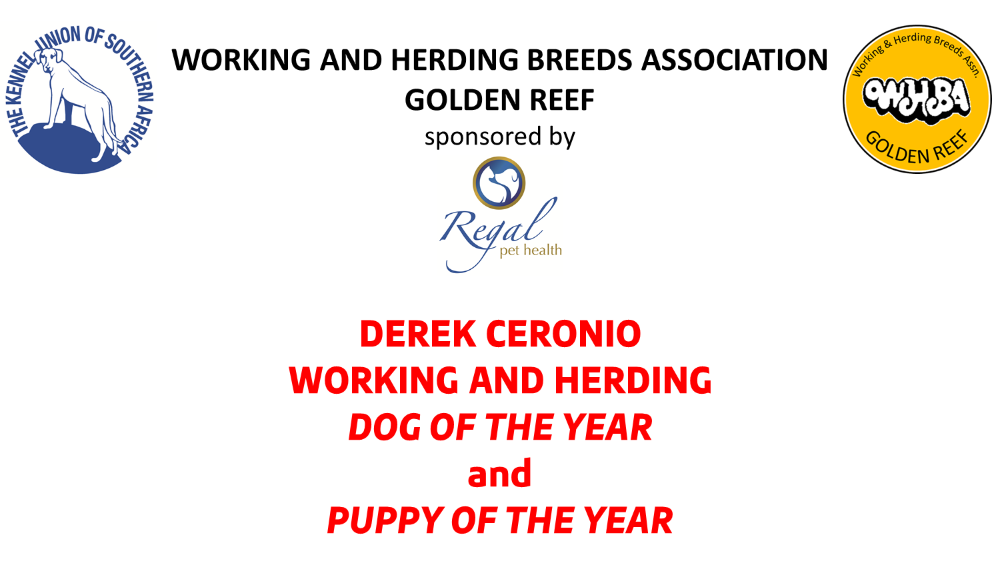 THE KENNEL UNION OF SOUTHERN AFRICA
WORKING AND HERDING BREEDS ASSOCIATION
GOLDEN REEF
sponsored by
Regal
pet health
Working & Herding Breeds Assn.
WHBA
GOLDEN REEF
DEREK CERONIO
WORKING AND HERDING
DOG OF THE YEAR
and
PUPPY OF THE YEAR